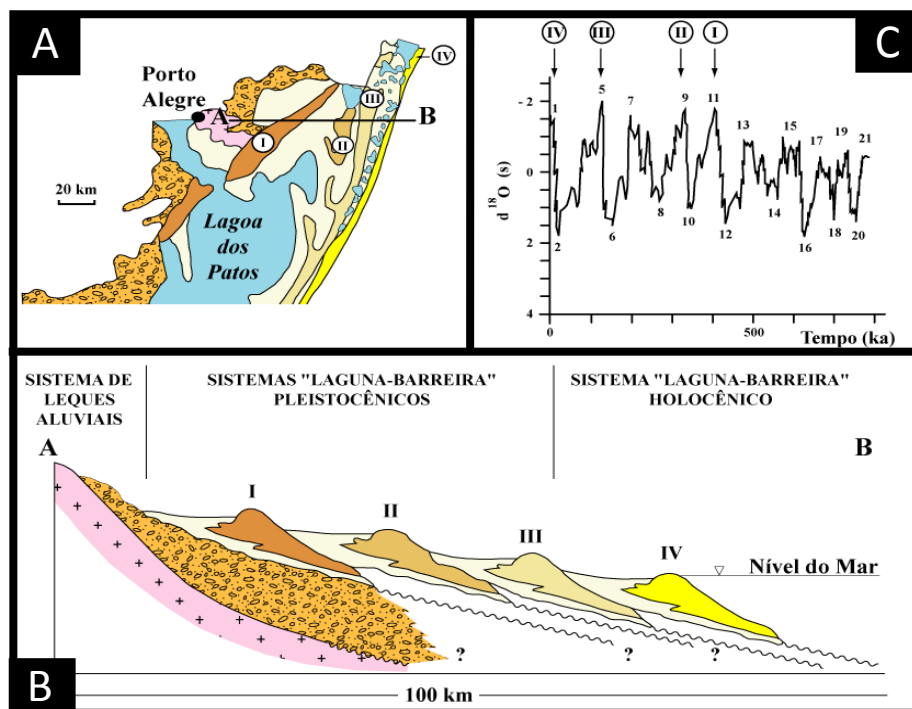 A
Porto
Alegre
A
B
I
II
III
IV
20 km
Lagoa
dos
Patos
C
IV
III
II
I
d 18O (s)
-2
0
2
4
1
2
5
6
7
8
9
10
11
12
13
14
15
16
17
18
19
20
21
0
500
Tempo (ka)
SISTEMA DE
LEQUES
ALUVIAIS
SISTEMAS "LAGUNA-BARREIRA"
PLEISTOCÊNICOS
SISTEMA "LAGUNA-BARREIRA"
HOLOCÊNICO
A
B
I
II
III
IV
Nível do Mar
?
?
?
B
100 km